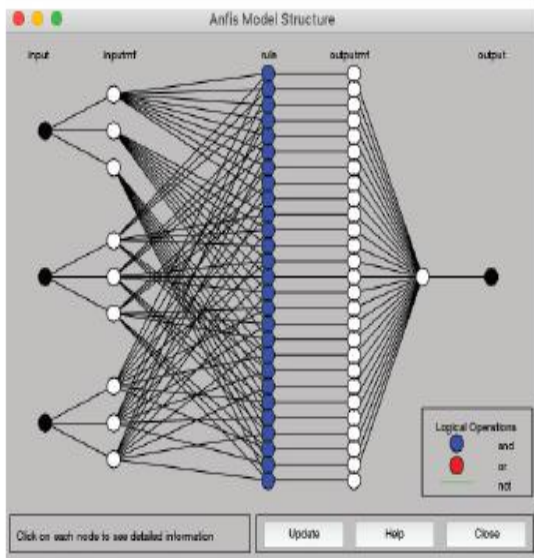 Anfis Model Structure
input inputmf rule outputmf output
Logical Operations
and
or
not
Click on each node to see detailed information
Update Help Close